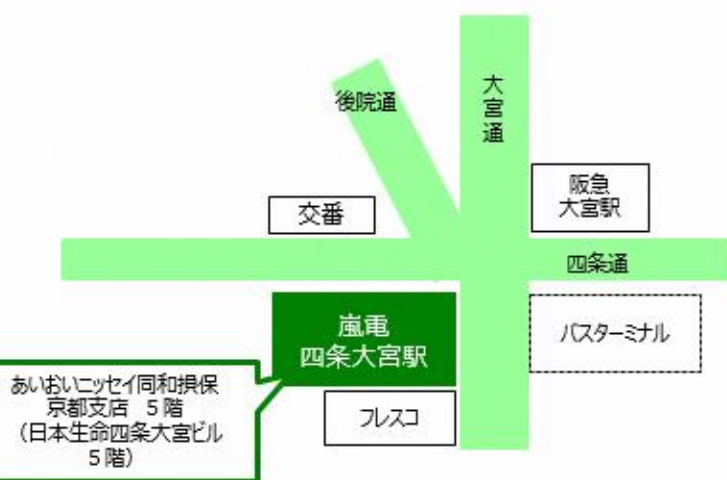 大宮通
後院通
阪急
大宮駅
交番
四条通
嵐電
四条大宮駅
バスターミナル
あいおいニッセイ同和損保
京都支店　5階
（日本生命四条大宮ビル
5階）
フレスコ